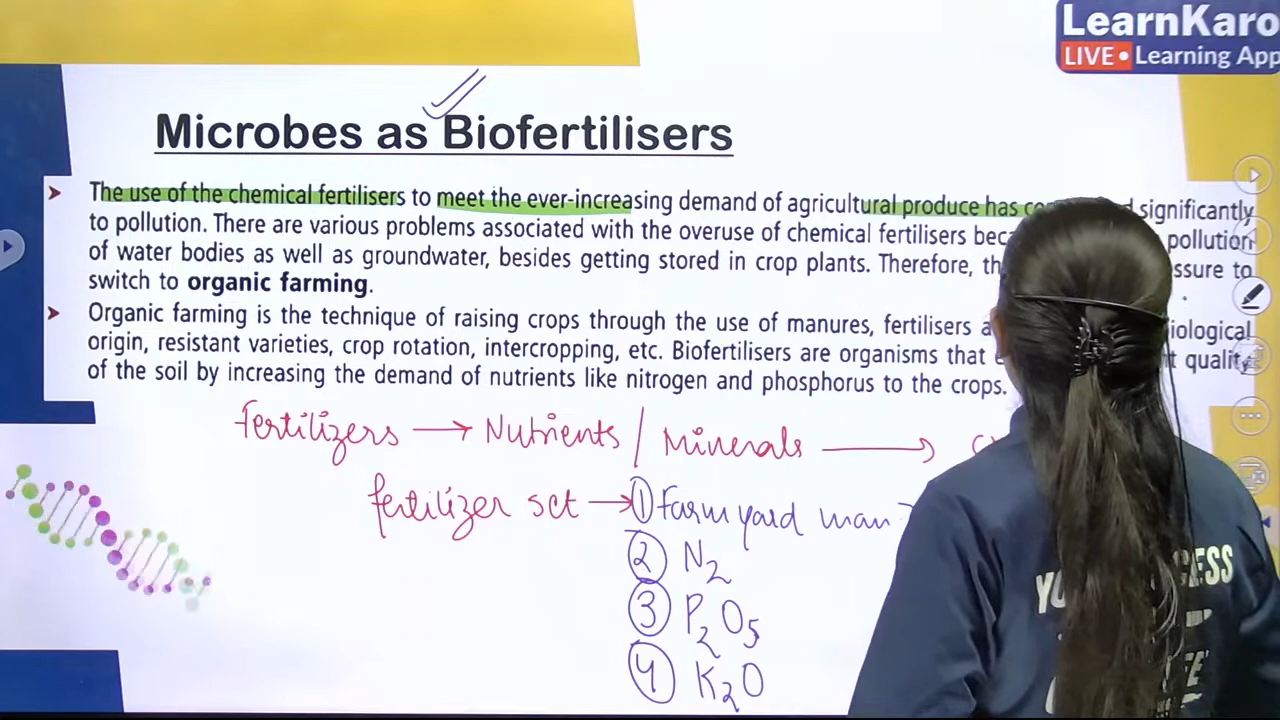 LearnKaro
LIVE • Learning App
Microbes as Biofertilisers
The use of the chemical fertilisers to meet the ever-increasing demand of agricultural produce has significantly
to pollution. There are various problems associated with the overuse of chemical fertilisers pollution
of water bodies as well as groundwater, besides getting stored in crop plants. Therefore, to
switch to organic farming.
Organic farming is the technique of raising crops through the use of manures, fertilisers
origin, resistant varieties, crop rotation, intercropping, etc. Biofertilisers are organisms that quality
of the soil by increasing the demand of nutrients like nitrogen and phosphorus to the crops.
Fertilizers → Nutrients / Minerals →
fertilizer set → ① Farmyard man
② N2
③ P2O5
④ K2O